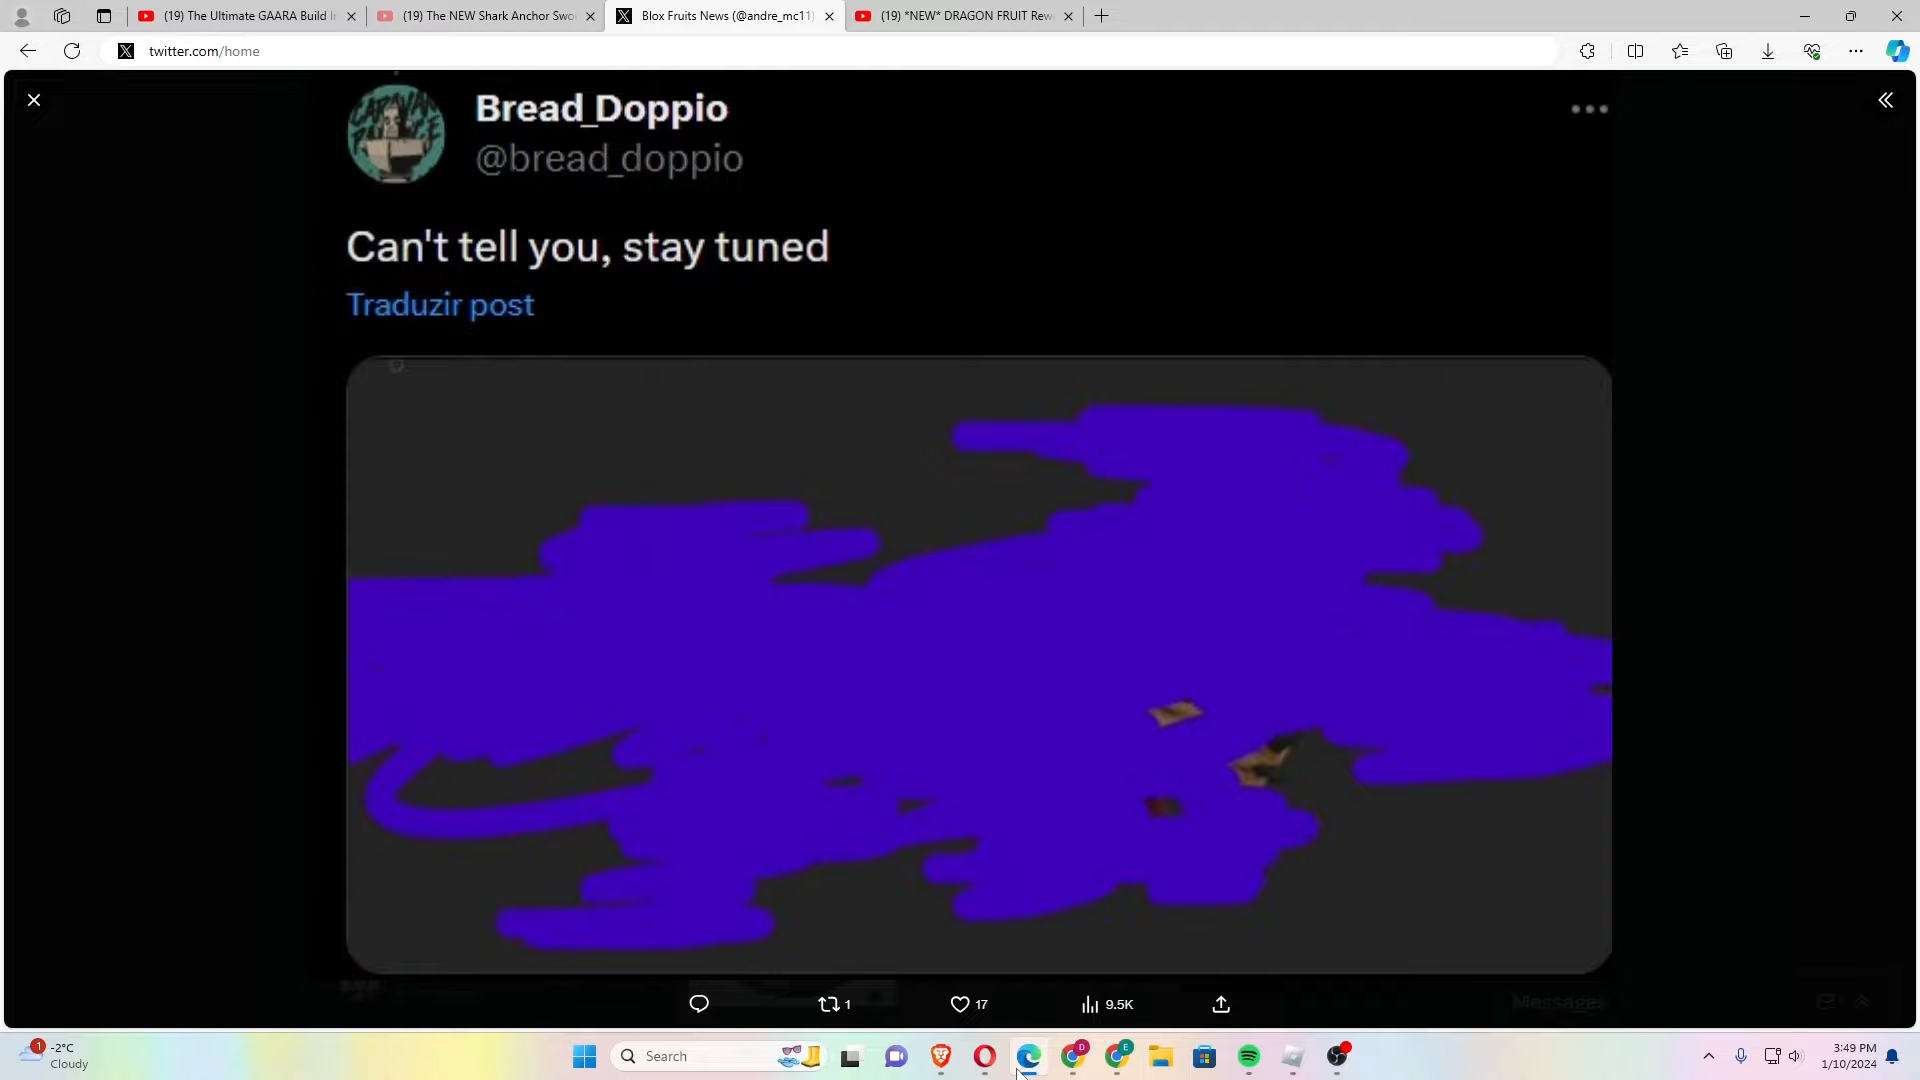 (19) The Ultimate GAARA Build I
(19) The NEW Shark Anchor Swo
Blox Fruits News (@andre_mc11)
(19) *NEW* DRAGON FRUIT Rew
twitter.com/home
Bread_Doppio
@bread_doppio
Can't tell you, stay tuned
Traduzir post
1
17
9.5K
Messages
1
-2°C
Cloudy
Search
D
E
3:49 PM
1/10/2024